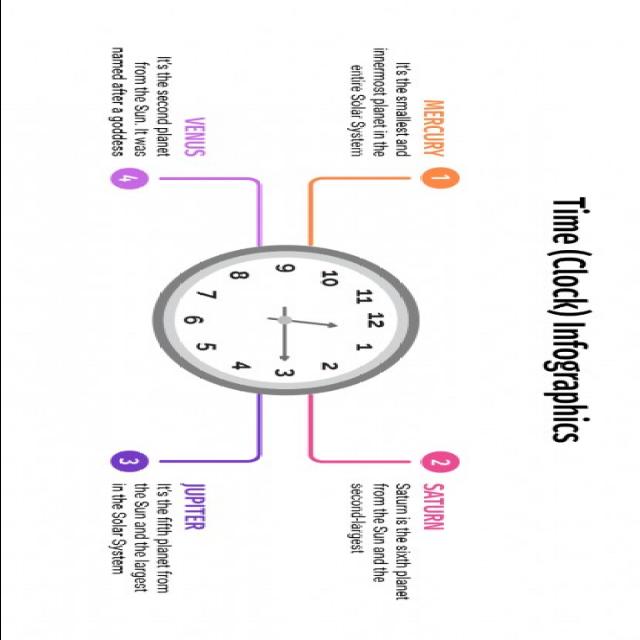 Time (Clock) Infographics
MERCURY
It's the smallest and
innermost planet in the
entire Solar System
1
2
SATURN
Saturn is the sixth planet
from the Sun and the
second-largest
12
11
1
10
2
9
3
8
4
7
5
6
VENUS
It's the second planet
from the Sun. It was
named after a goddess
4
3
JUPITER
It's the fifth planet from
the Sun and the largest
in the Solar System